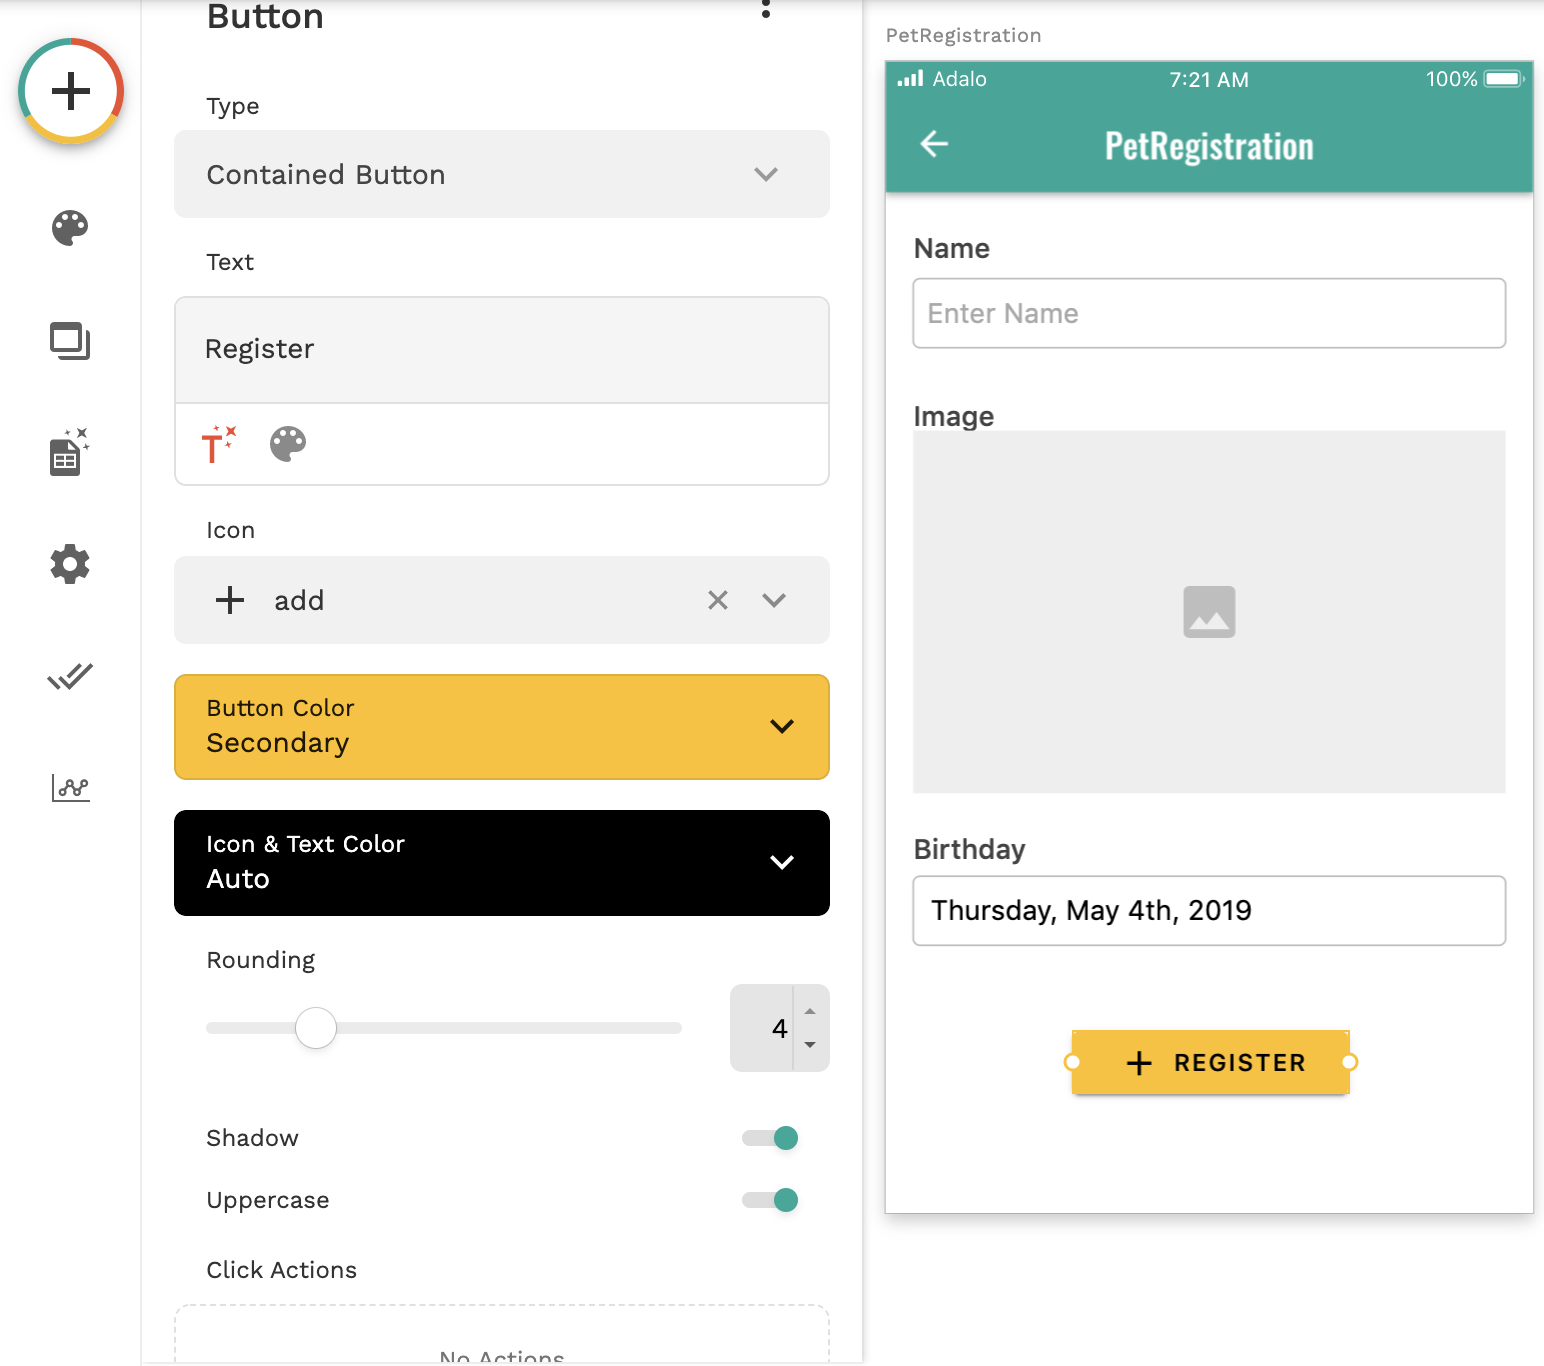 Button
Type
Contained Button
Text
Register
Icon
add
Button Color
Secondary
Icon & Text Color
Auto
Rounding
4
Shadow
Uppercase
Click Actions
No Actions
PetRegistration
Adalo 7:21 AM 100%
PetRegistration
Name
Enter Name
Image
Birthday
Thursday, May 4th, 2019
REGISTER